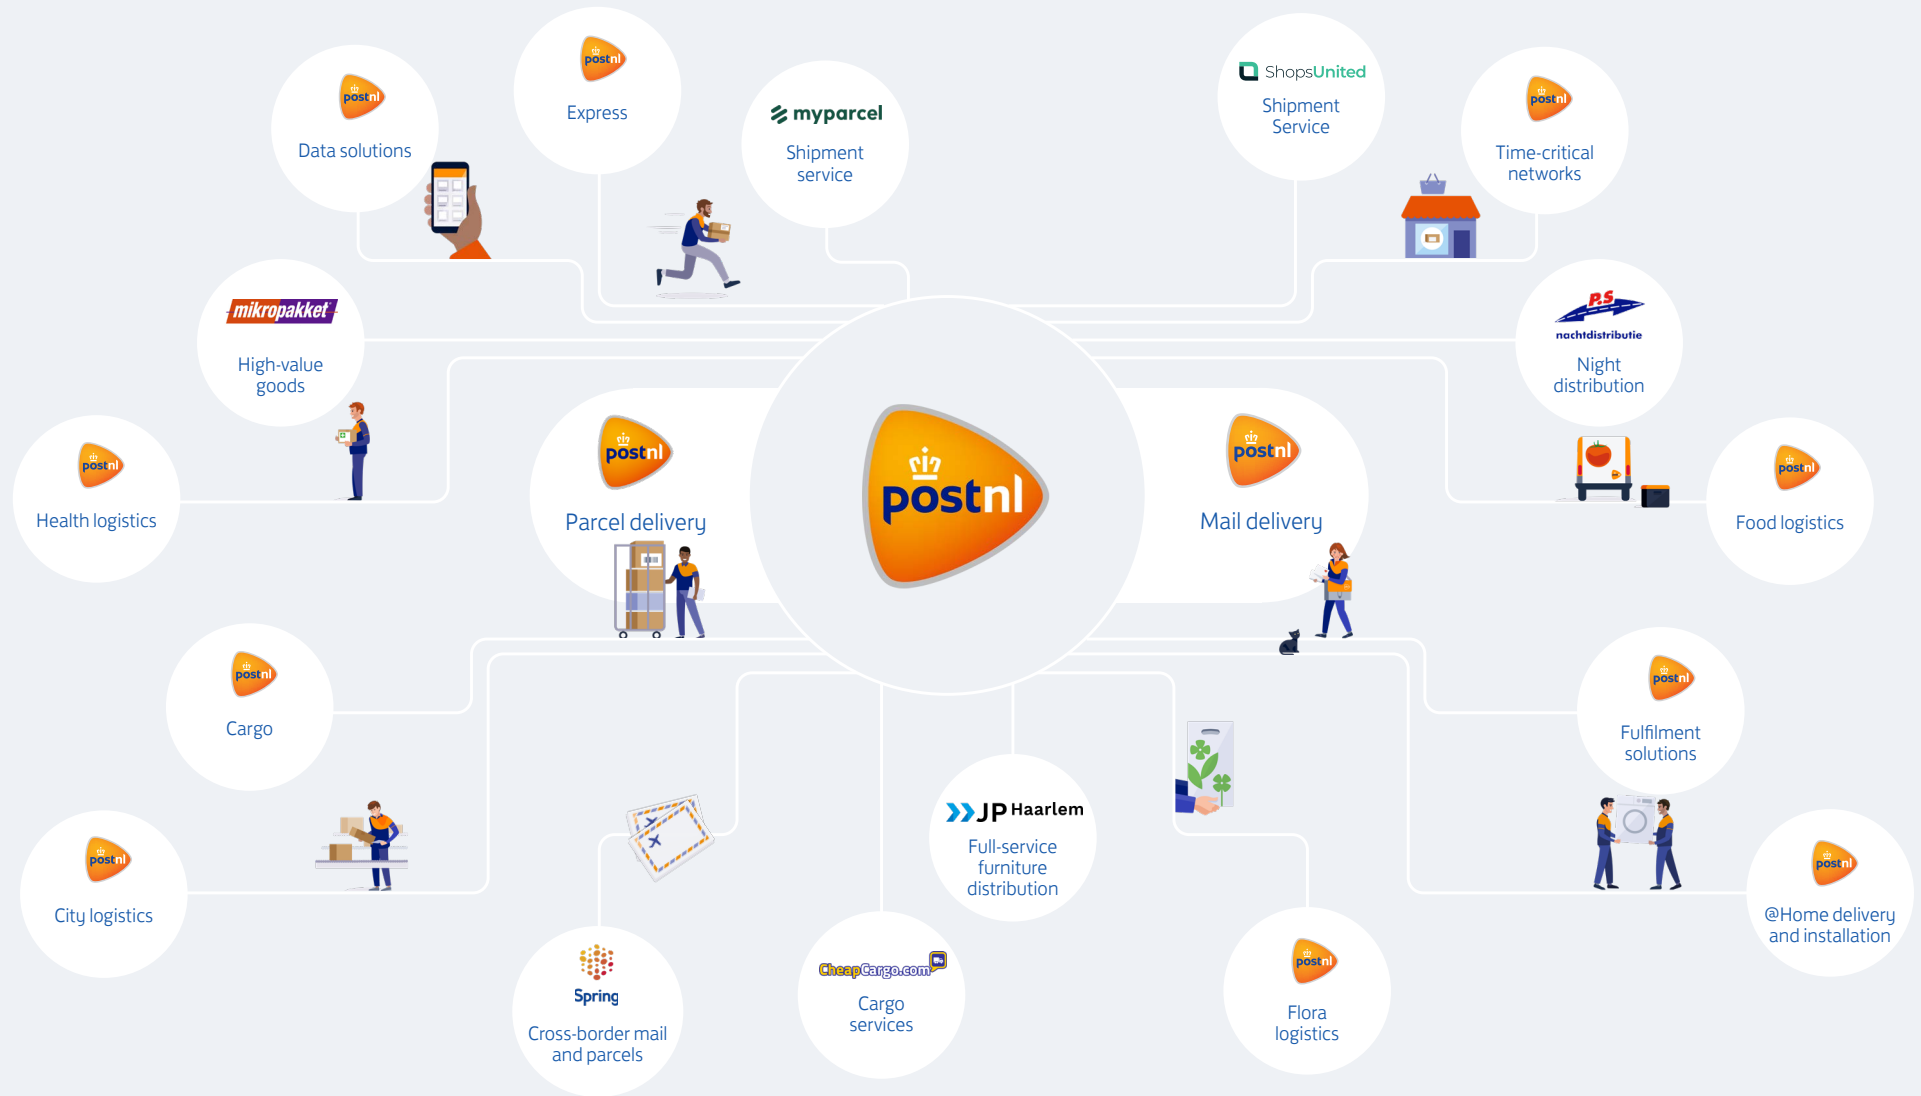 postnl
Data solutions
postnl
Express
myparcel
Shipment
service
ShopsUnited
Shipment
Service
postnl
Time-critical
networks
mikropakket
High-value
goods
P.S
nachtdistributie
Night
distribution
postnl
Health logistics
postnl
Parcel delivery
postnl
postnl
Mail delivery
postnl
Food logistics
postnl
Cargo
postnl
Fulfilment
solutions
postnl
City logistics
JP Haarlem
Full-service
furniture
distribution
postnl
@Home delivery
and installation
Spring
Cross-border mail
and parcels
CheapCargo.com
Cargo
services
postnl
Flora
logistics